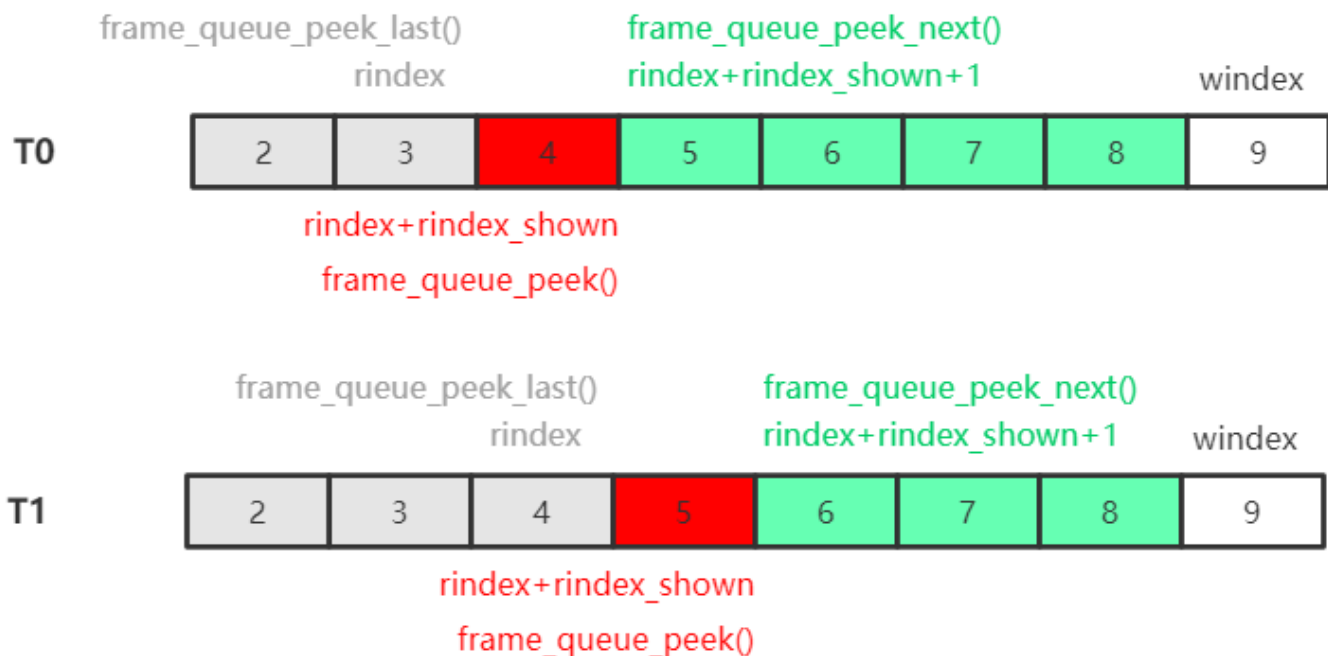 frame_queue_peek_last() frame_queue_peek_next()
rindex rindex+rindex_shown+1 windex
T0 2 3 4 5 6 7 8 9
rindex+rindex_shown
frame_queue_peek()
frame_queue_peek_last() frame_queue_peek_next()
rindex rindex+rindex_shown+1 windex
T1 2 3 4 5 6 7 8 9
rindex+rindex_shown
frame_queue_peek()